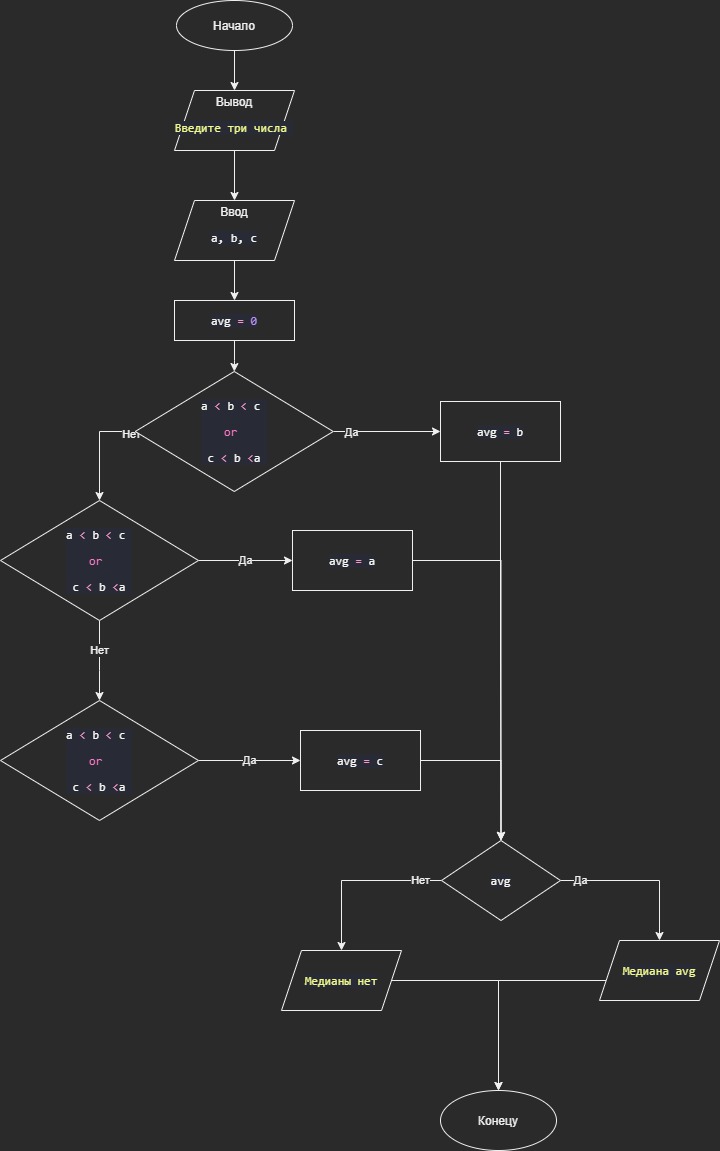 Начало
Вывод
Введите три числа
Ввод
a, b, c
avg = 0
a < b < c
or
c < b <a
Нет
Да
avg = b
a < b < c
or
c < b <a
Да
avg = a
Нет
a < b < c
or
c < b <a
Да
avg = c
Нет
avg
Да
Медианы нет
Медиана avg
Конецу